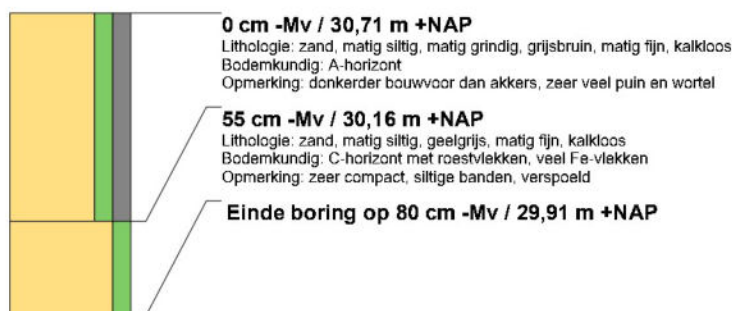 0 cm -Mv / 30,71 m +NAP
Lithologie: zand, matig siltig, matig grindig, grijsbruin, matig fijn, kalkloos
Bodemkundig: A-horizont
Opmerking: donkerder bouwvoor dan akkers, zeer veel puin en wortel
55 cm -Mv / 30,16 m +NAP
Lithologie: zand, matig siltig, geelgrijs, matig fijn, kalkloos
Bodemkundig: C-horizont met roestvlekken, veel Fe-vlekken
Opmerking: zeer compact, siltige banden, verspoeld
Einde boring op 80 cm -Mv / 29,91 m +NAP